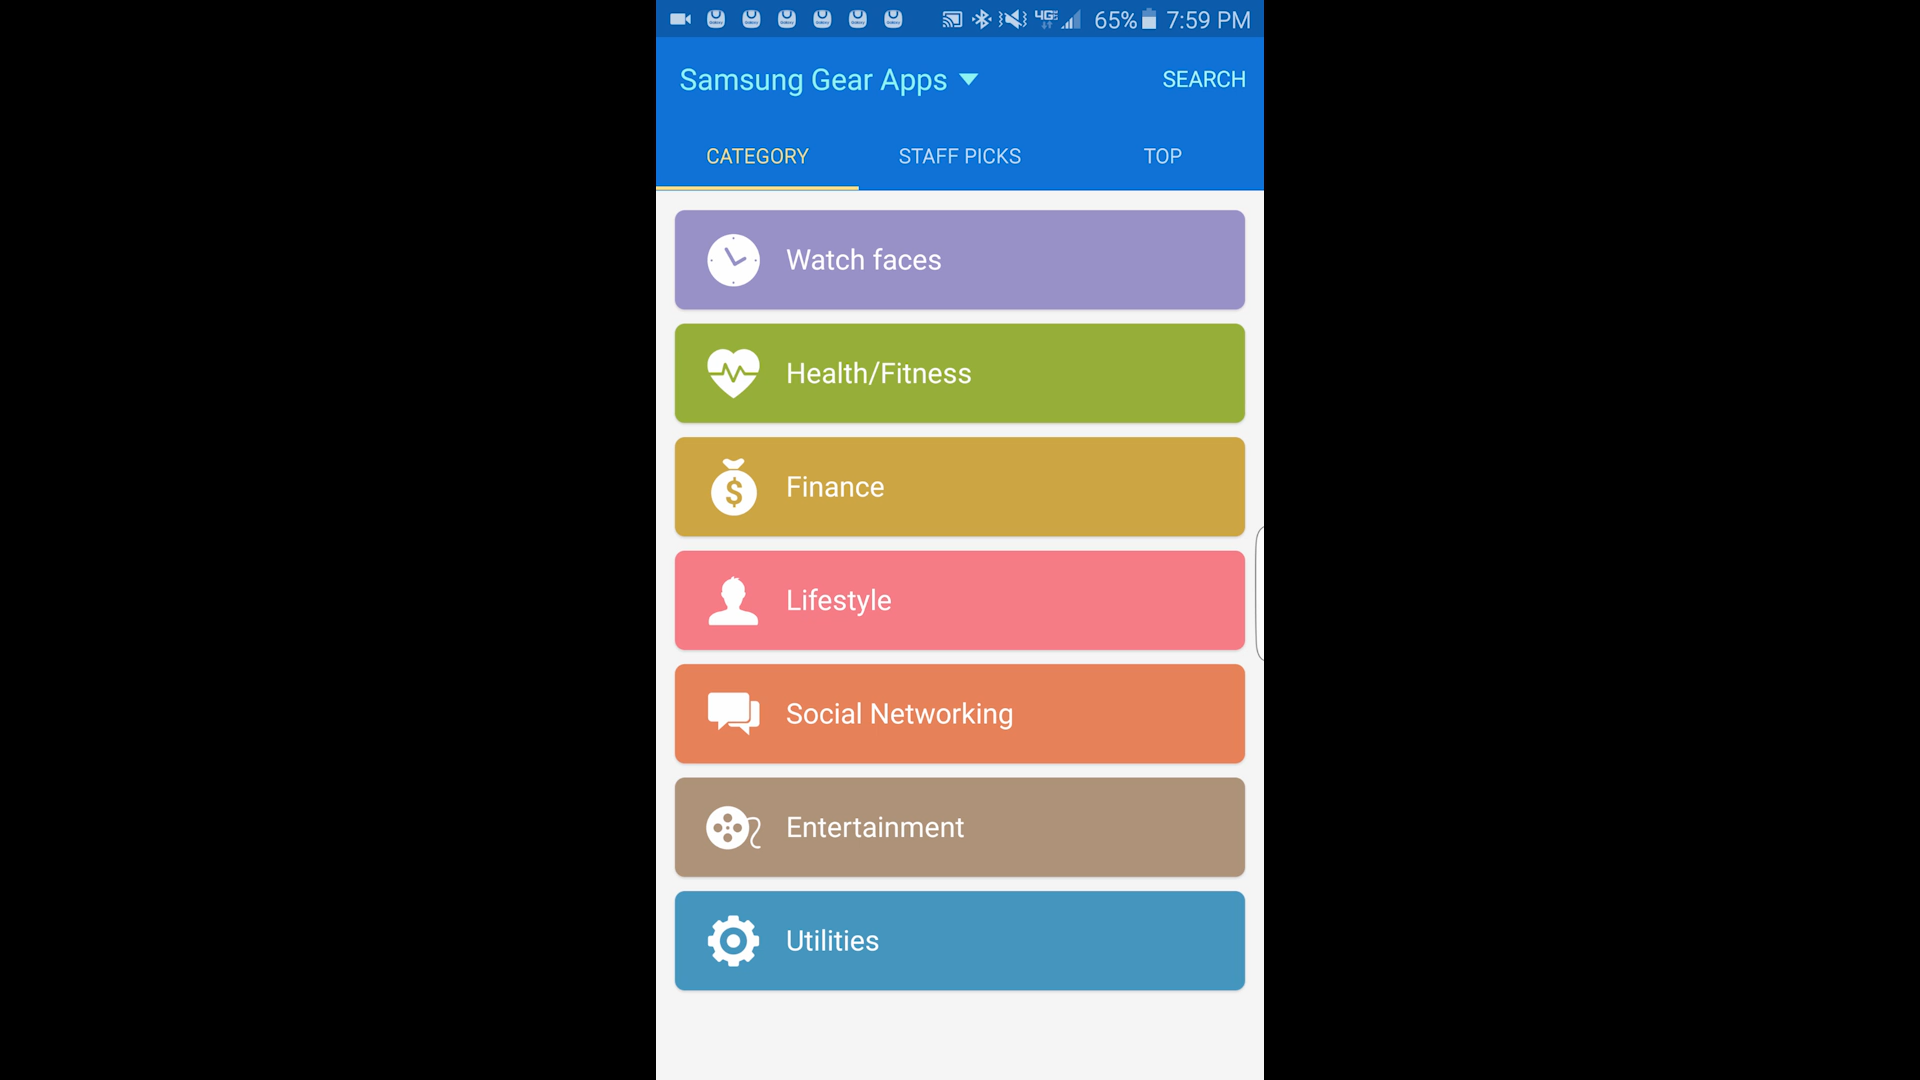 4G 65% 7:59 PM
Samsung Gear Apps SEARCH
CATEGORY STAFF PICKS TOP
Watch faces
Health/Fitness
$ Finance
Lifestyle
Social Networking
Entertainment
Utilities